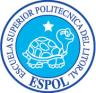 ESCUELA SUPERIOR POLITECNICA DEL LITORAL
ESPOL